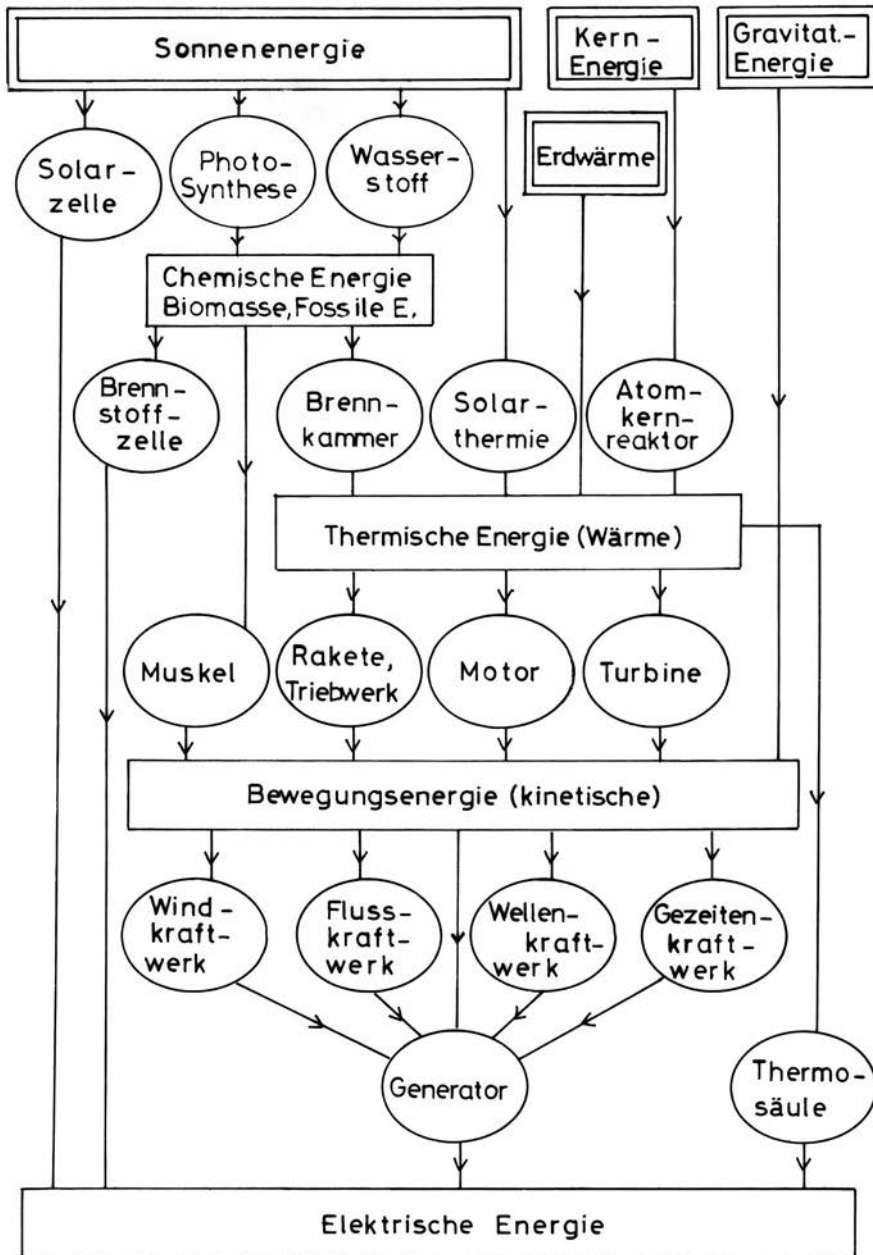 Sonnenenergie
Kern-
Energie
Gravitat.-
Energie
Erdwärme
Solar-
zelle
Photo-
Synthese
Wasser-
stoff
Chemische Energie
Biomasse, Fossile E.
Brenn-
stoff-
zelle
Brenn-
kammer
Solar-
thermie
Atom-
kern-
reaktor
Thermische Energie (Wärme)
Muskel
Rakete,
Triebwerk
Motor
Turbine
Bewegungsenergie (kinetische)
Wind-
kraft-
werk
Fluss-
kraft-
werk
Wellen-
kraft-
werk
Gezeiten-
kraft-
werk
Generator
Thermo-
säule
Elektrische Energie